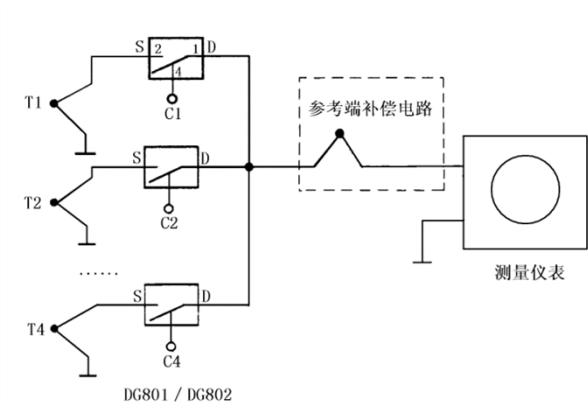 S 2 1 D
4
T1
C1
参考端补偿电路
S D
T2
C2
测量仪表
......
S D
T4
C4
DG801 / DG802